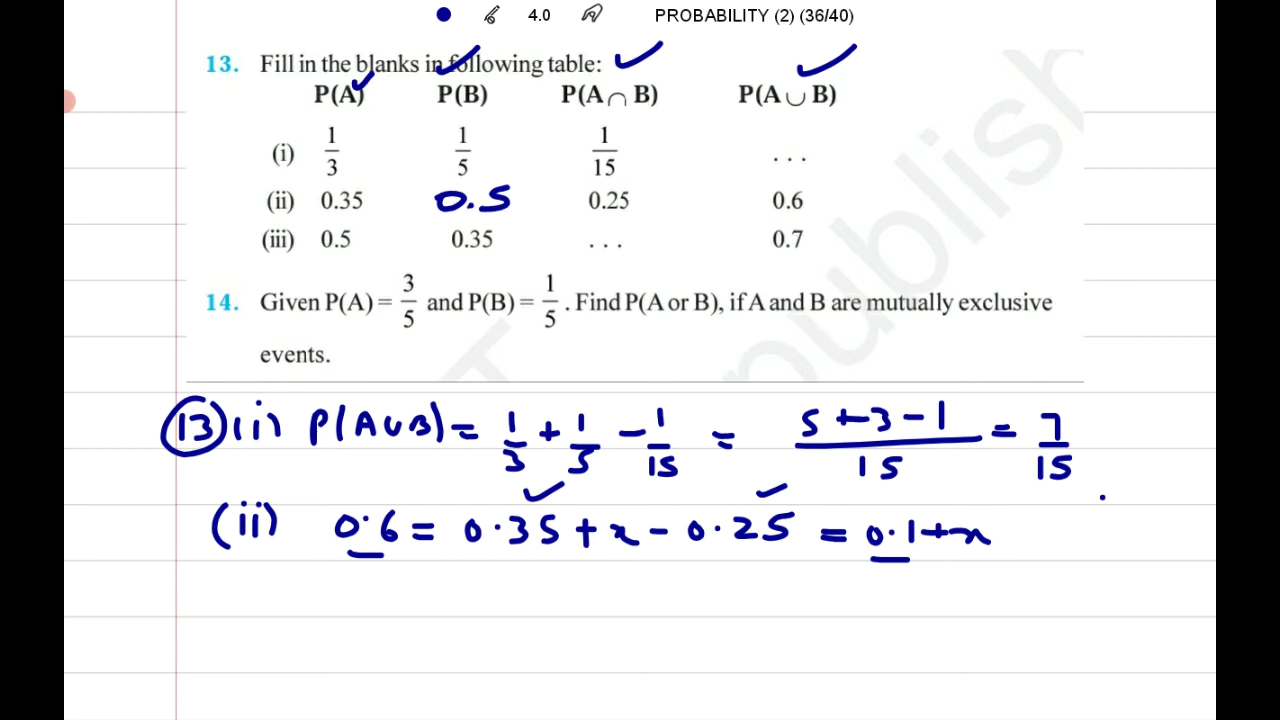 4.0 PROBABILITY (2) (36/40)
13. Fill in the blanks in following table:
P(A) P(B) P(A ∩ B) P(A ∪ B)
(i) 1/3 1/5 1/15 . . .
(ii) 0.35 0.5 0.25 0.6
(iii) 0.5 0.35 . . . 0.7
14. Given P(A) = 3/5 and P(B) = 1/5 . Find P(A or B), if A and B are mutually exclusive
events.
13 (i) P(A∪B) = 1/3 + 1/5 − 1/15 = 5+3−1/15 = 7/15
(ii) 0.6 = 0.35 + x − 0.25 = 0.1 + x
publish